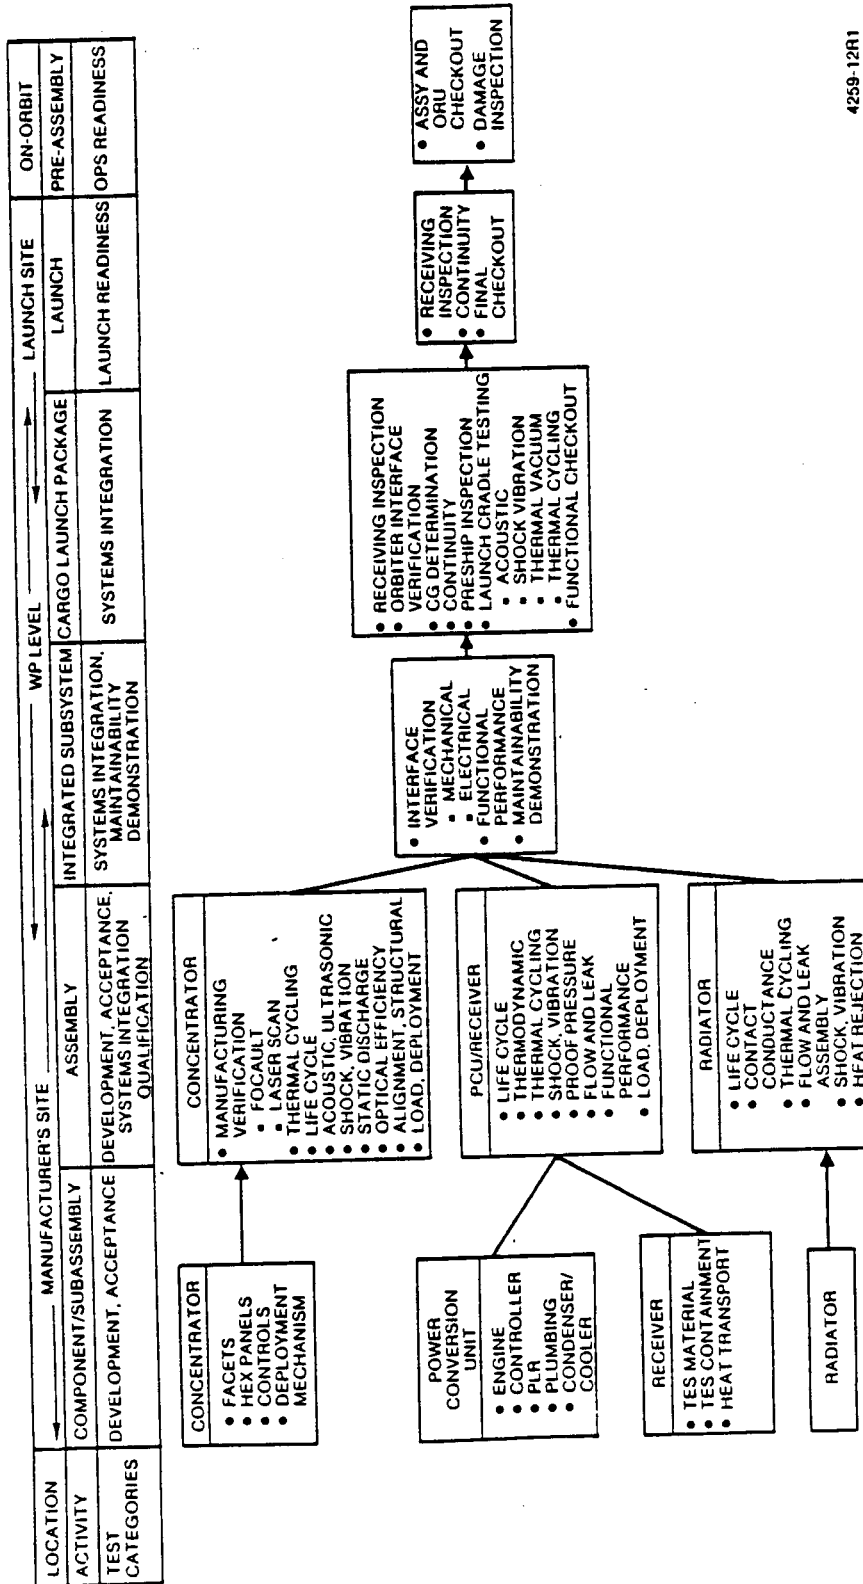 LOCATION
MANUFACTURER'S SITE
WP LEVEL
LAUNCH SITE
ON-ORBIT
ACTIVITY
COMPONENT/SUBASSEMBLY
ASSEMBLY
INTEGRATED SUBSYSTEM
CARGO LAUNCH PACKAGE
LAUNCH
PRE-ASSEMBLY
TEST
CATEGORIES
DEVELOPMENT, ACCEPTANCE
DEVELOPMENT, ACCEPTANCE,
SYSTEMS INTEGRATION
QUALIFICATION
SYSTEMS INTEGRATION,
MAINTAINABILITY
DEMONSTRATION
SYSTEMS INTEGRATION
LAUNCH READINESS
OPS READINESS
CONCENTRATOR
• FACETS
• HEX PANELS
• CONTROLS
• DEPLOYMENT
MECHANISM
POWER
CONVERSION
UNIT
• ENGINE
• CONTROLLER
• PLR
• PLUMBING
• CONDENSER/
COOLER
RECEIVER
• TES MATERIAL
• TES CONTAINMENT
• HEAT TRANSPORT
RADIATOR
CONCENTRATOR
• MANUFACTURING
VERIFICATION
• FOCAULT
• LASER SCAN
• THERMAL CYCLING
• LIFE CYCLE
• ACOUSTIC, ULTRASONIC
• SHOCK, VIBRATION
• STATIC DISCHARGE
• OPTICAL EFFICIENCY
• ALIGNMENT, STRUCTURAL
• LOAD, DEPLOYMENT
PCU/RECEIVER
• LIFE CYCLE
• THERMODYNAMIC
• THERMAL CYCLING
• SHOCK, VIBRATION
• PROOF PRESSURE
• FLOW AND LEAK
• FUNCTIONAL
PERFORMANCE
• LOAD, DEPLOYMENT
RADIATOR
• LIFE CYCLE
• CONTACT
CONDUCTANCE
• THERMAL CYCLING
• FLOW AND LEAK
ASSEMBLY
• SHOCK, VIBRATION
• HEAT REJECTION
• INTERFACE
VERIFICATION
• MECHANICAL
• ELECTRICAL
• FUNCTIONAL
PERFORMANCE
• MAINTAINABILITY
DEMONSTRATION
• RECEIVING INSPECTION
• ORBITER INTERFACE
VERIFICATION
• CG DETERMINATION
• CONTINUITY
• PRESHIP INSPECTION
• LAUNCH CRADLE TESTING
• ACOUSTIC
• SHOCK VIBRATION
• THERMAL VACUUM
• THERMAL CYCLING
• FUNCTIONAL CHECKOUT
• RECEIVING
INSPECTION
• CONTINUITY
• FINAL
CHECKOUT
• ASSY AND
ORU
CHECKOUT
• DAMAGE
INSPECTION
4259-12R1